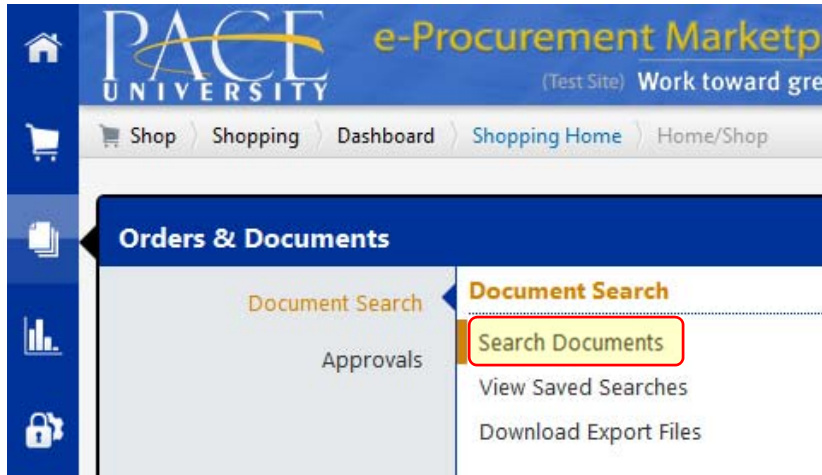 PACE
UNIVERSITY
e-Procurement Marketp
(Test Site) Work toward gre
Shop Shopping Dashboard Shopping Home Home/Shop
Orders & Documents
Document Search
Approvals
Document Search
Search Documents
View Saved Searches
Download Export Files